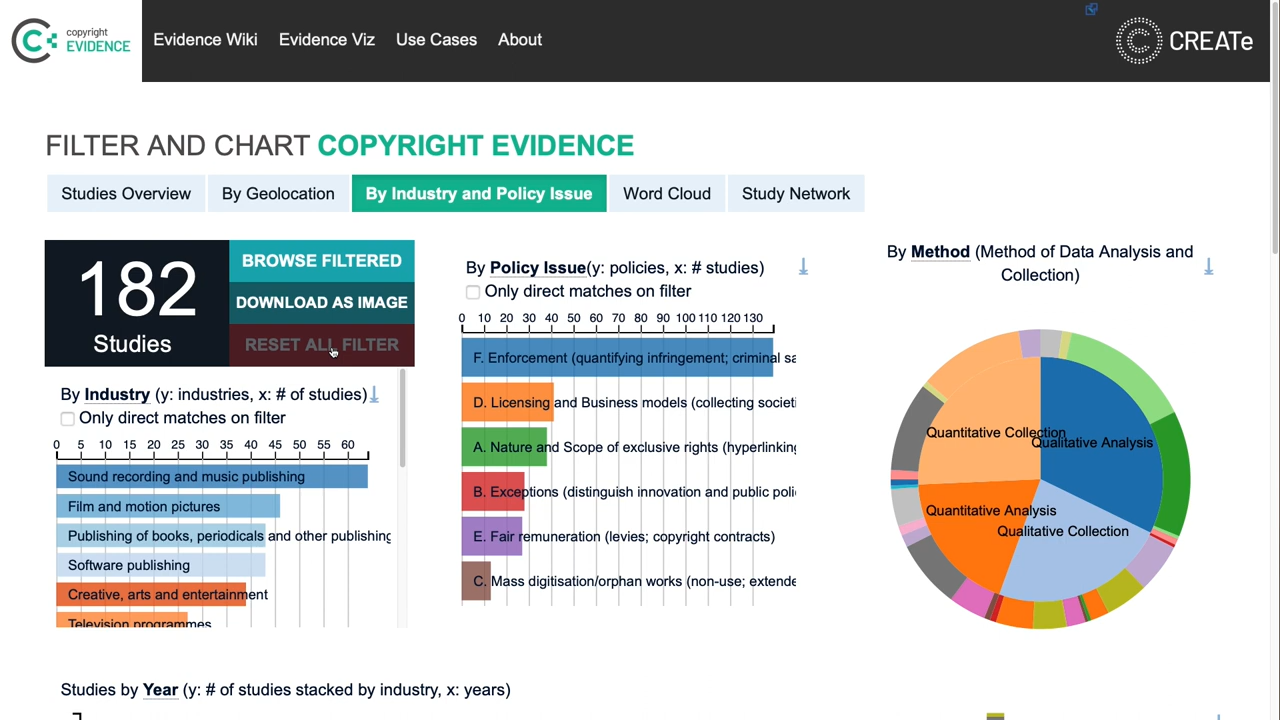 copyright
EVIDENCE
Evidence Wiki
Evidence Viz
Use Cases
About
CREATe
FILTER AND CHART COPYRIGHT EVIDENCE
Studies Overview
By Geolocation
By Industry and Policy Issue
Word Cloud
Study Network
182
Studies
BROWSE FILTERED
DOWNLOAD AS IMAGE
RESET ALL FILTER
By Industry (y: industries, x: # of studies)
Only direct matches on filter
0 5 10 15 20 25 30 35 40 45 50 55 60
Sound recording and music publishing
Film and motion pictures
Publishing of books, periodicals and other publishing
Software publishing
Creative, arts and entertainment
Television programmes
By Policy Issue(y: policies, x: # studies)
Only direct matches on filter
0 10 20 30 40 50 60 70 80 90 100 110 120 130
F. Enforcement (quantifying infringement; criminal sa
D. Licensing and Business models (collecting societi
A. Nature and Scope of exclusive rights (hyperlinking
B. Exceptions (distinguish innovation and public poli
E. Fair remuneration (levies; copyright contracts)
C. Mass digitisation/orphan works (non-use; extende
By Method (Method of Data Analysis and
Collection)
Quantitative Collection
Qualitative Analysis
Quantitative Analysis
Qualitative Collection
Studies by Year (y: # of studies stacked by industry, x: years)